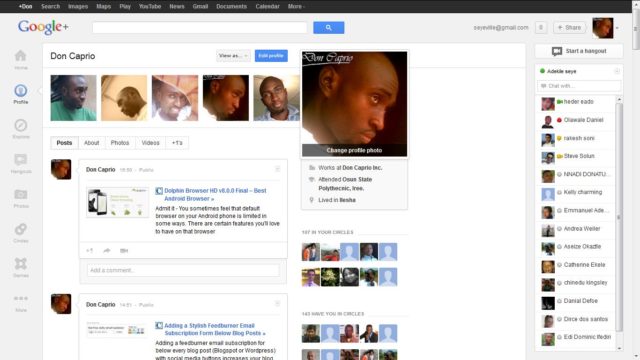 +Don Search Images Maps Play YouTube News Gmail Documents Calendar More
Google+
seyeville@gmail.com 0 + Share
Don Caprio
View as... Edit profile
Don Caprio
Change profile photo
Start a hangout
Adekile seye
Chat with...
heder eado
Olawale Daniel
rakesh soni
Steve Solun
NNADI DONATU...
Kelly charming
Emmanuel Ade...
Andrea Weiler
Catherine Ekene
chinedu kingsley
Danial Defoe
Dirce dos santos
Edi Dominic Ifediri
Home
Profile
Explore
Hangouts
Photos
Circles
Games
More
Posts About Photos Videos +1's
Works at Don Caprio Inc.
Attended Osun State
Polythecnic, Iree.
Lived in Ilesha
107 IN YOUR CIRCLES
143 HAVE YOU IN CIRCLES
Don Caprio 18:50 - Public
Dolphin Browser HD v8.0.0 Final – Best
Android Browser »
Admit it - You sometimes feel that default
browser on your Android phone is limited in
some ways. There are certain features you'll love
to have on that browser
+1
Add a comment...
Don Caprio 14:51 - Public
Adding a Stylish Feedburner Email
Subscription Form Below Blog Posts »
Adding a feedburner email subscription for
below every blog post (Blogspot or Wordpress)
with social media buttons increases your blog